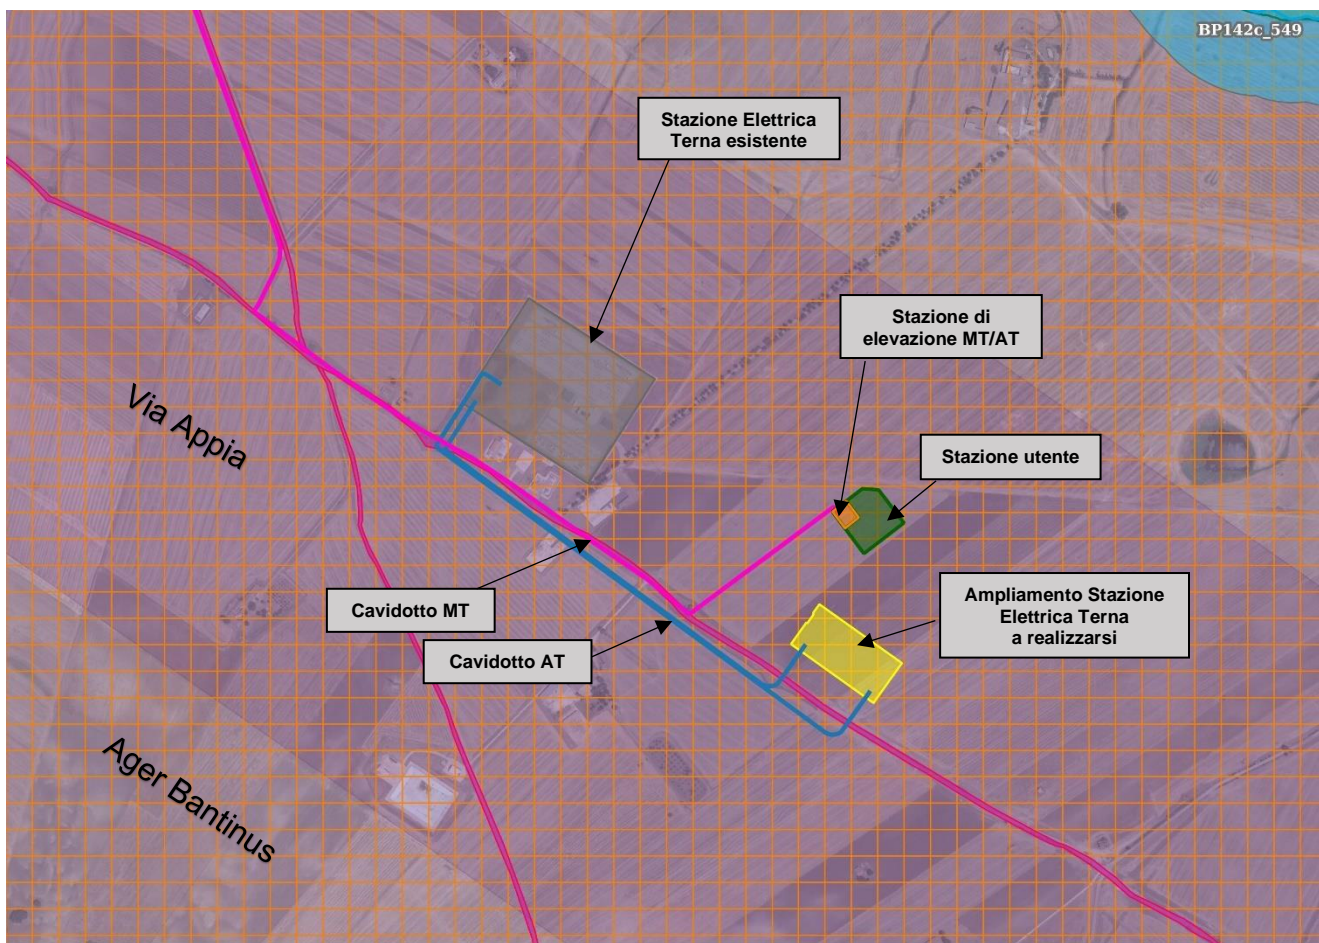 BP142c_549
Stazione Elettrica
Terna esistente
Stazione di
elevazione MT/AT
Via Appia
Stazione utente
Ampliamento Stazione
Elettrica Terna
a realizzarsi
Cavidotto MT
Cavidotto AT
Ager Bantinus